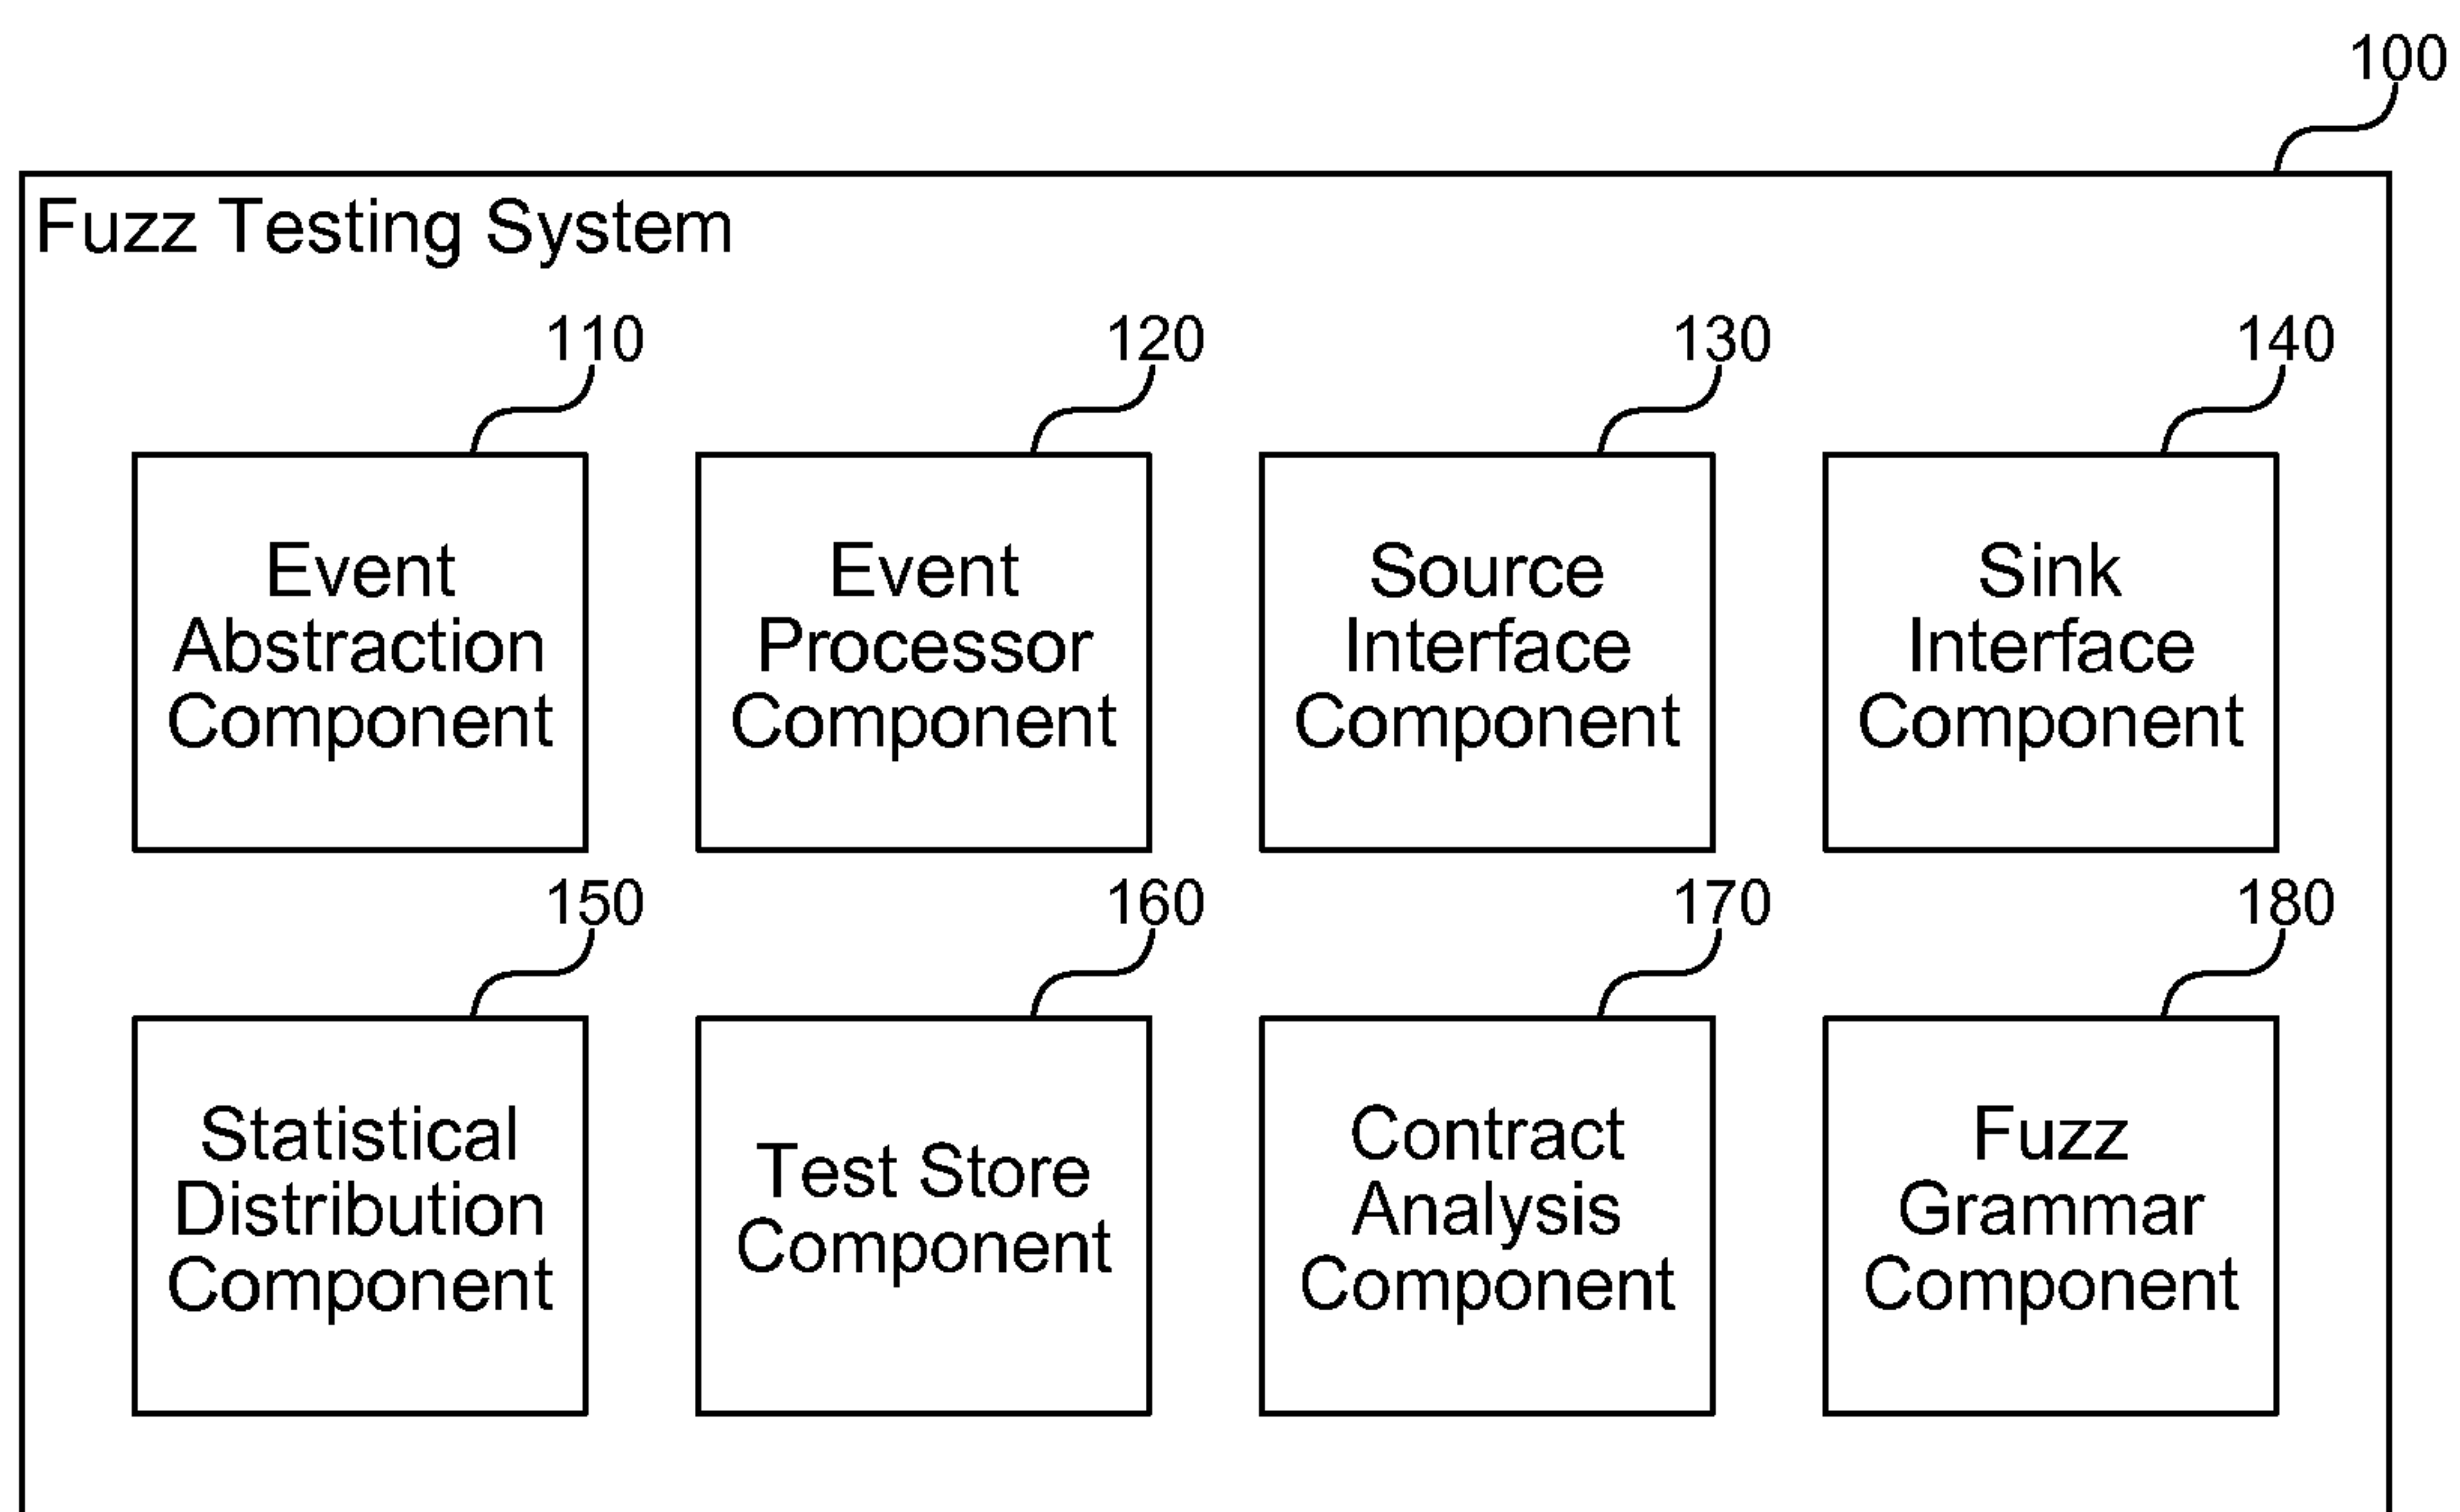 100
Fuzz Testing System
110
120
130
140
Event
Abstraction
Component
Event
Processor
Component
Source
Interface
Component
Sink
Interface
Component
150
160
170
180
Statistical
Distribution
Component
Test Store
Component
Contract
Analysis
Component
Fuzz
Grammar
Component